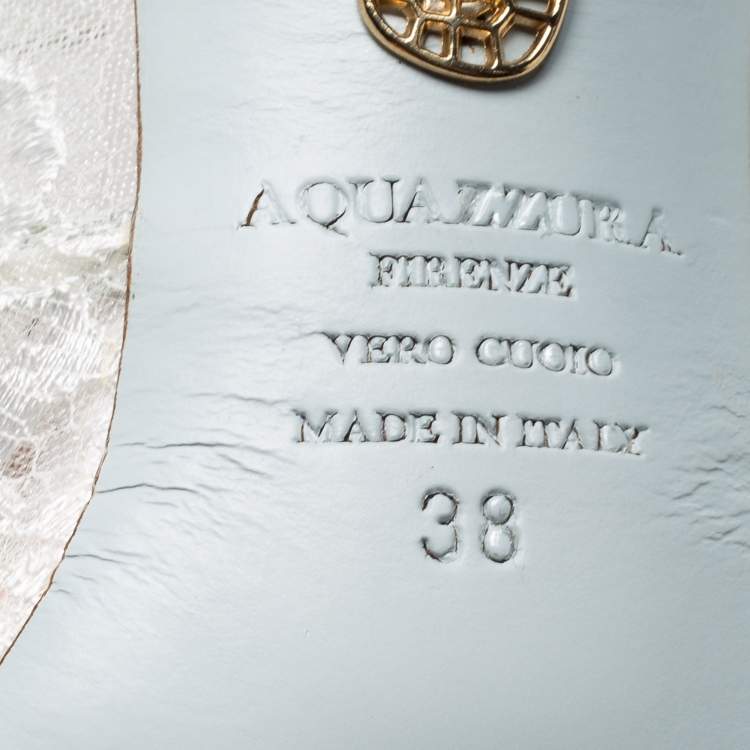 AQUAZZURA
FIRENZE
VERO CUOIO
MADE IN ITALY
38